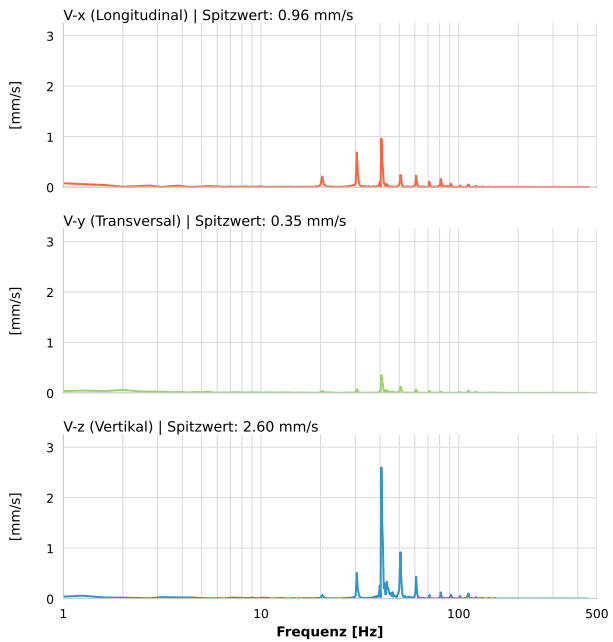 V-x (Longitudinal) | Spitzwert: 0.96 mm/s
3
2
1
0
[mm/s]
V-y (Transversal) | Spitzwert: 0.35 mm/s
3
2
1
0
[mm/s]
V-z (Vertikal) | Spitzwert: 2.60 mm/s
3
2
1
0
[mm/s]
1 10 100 500
Frequenz [Hz]